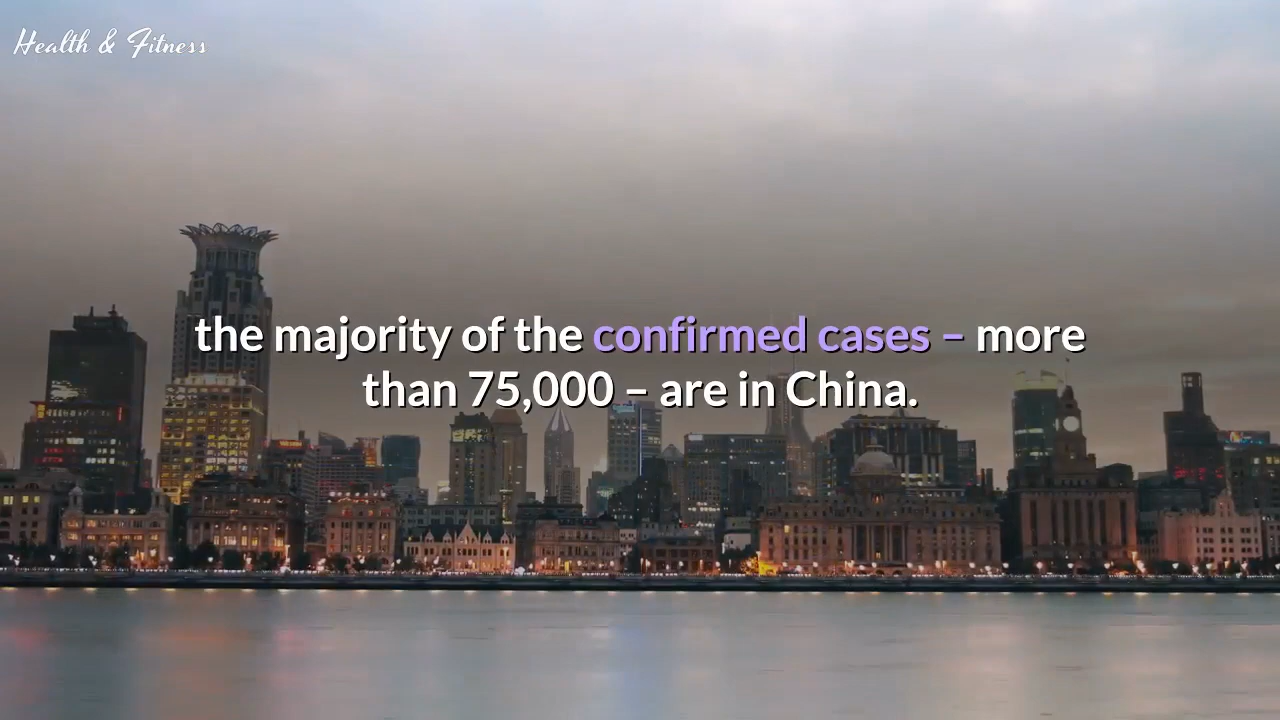 Health & Fitness
the majority of the confirmed cases – more
than 75,000 – are in China.